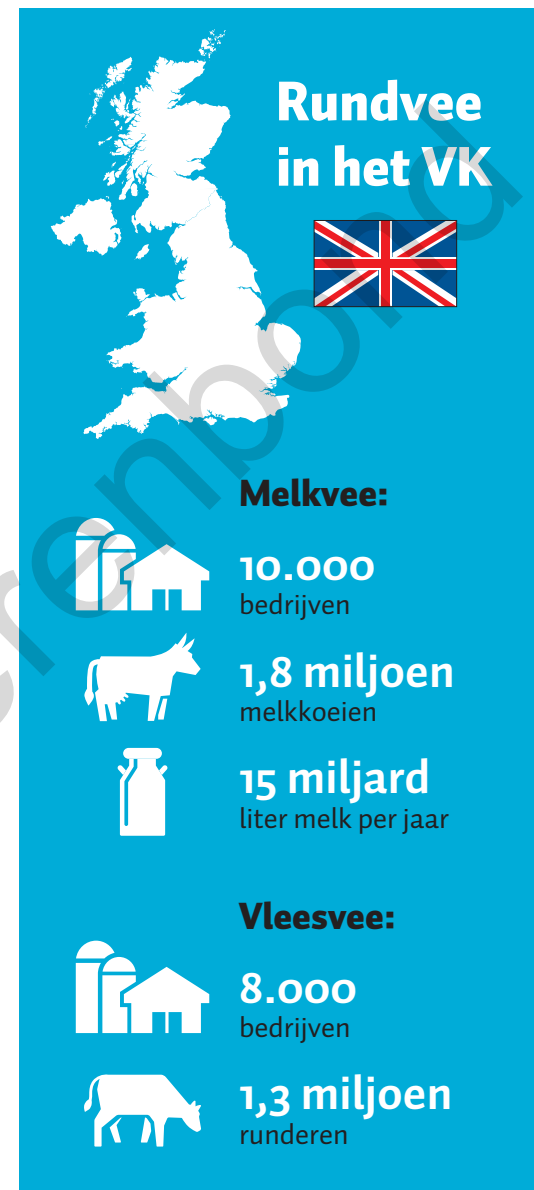 Rundvee
in het VK
Melkvee:
10.000
bedrijven
1,8 miljoen
melkkoeien
15 miljard
liter melk per jaar
Vleesvee:
8.000
bedrijven
1,3 miljoen
runderen
erenbond